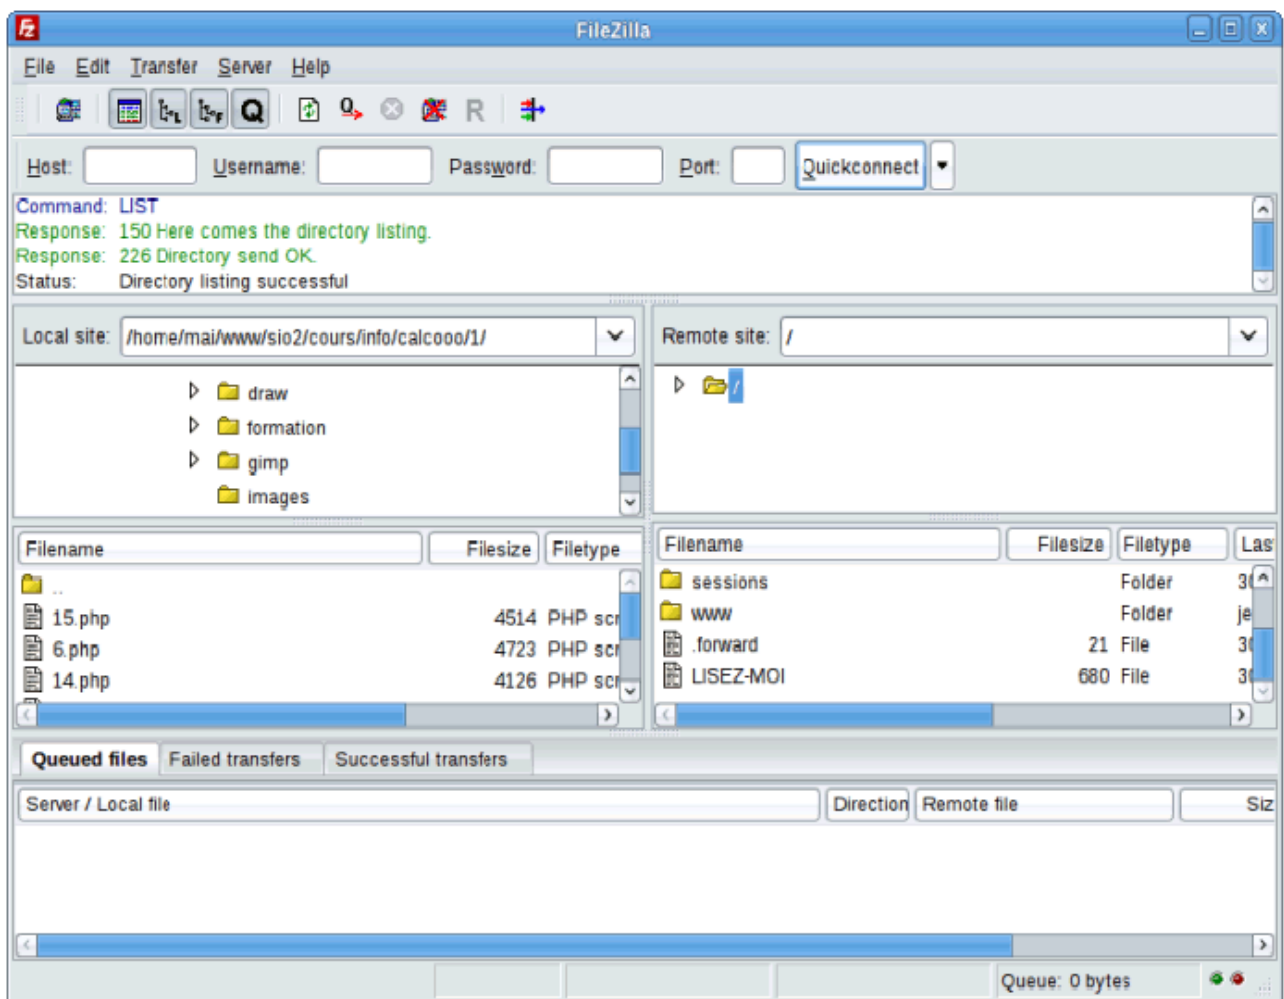 FileZilla
File Edit Transfer Server Help
Host: Username: Password: Port: Quickconnect
Command: LIST
Response: 150 Here comes the directory listing.
Response: 226 Directory send OK.
Status: Directory listing successful
Local site: /home/mai/www/sio2/cours/info/calcooo/1/
draw
formation
gimp
images
Remote site: /
/
Filename Filesize Filetype
..
15.php 4514 PHP scr
6.php 4723 PHP scr
14.php 4126 PHP scr
Filename Filesize Filetype Las
sessions Folder 30
www Folder je
.forward 21 File 30
LISEZ-MOI 680 File 30
Queued files Failed transfers Successful transfers
Server / Local file Direction Remote file Siz
Queue: 0 bytes